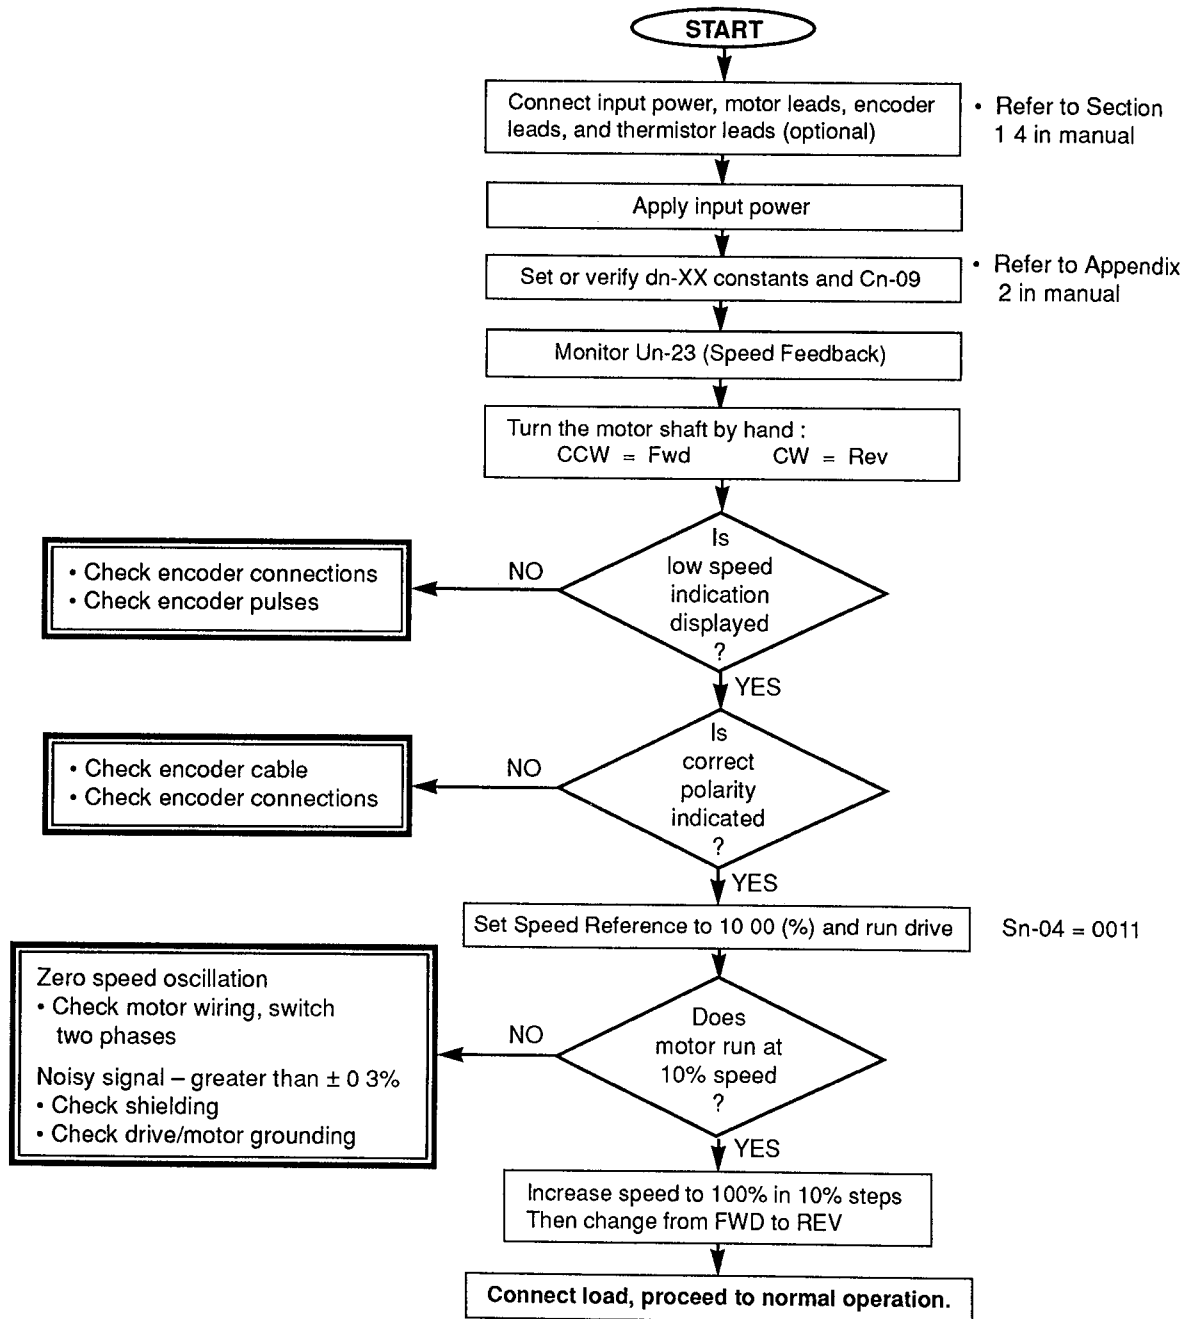 START
Connect input power, motor leads, encoder
leads, and thermistor leads (optional)
• Refer to Section
1 4 in manual
Apply input power
Set or verify dn-XX constants and Cn-09
• Refer to Appendix
2 in manual
Monitor Un-23 (Speed Feedback)
Turn the motor shaft by hand :
CCW = Fwd CW = Rev
Is
low speed
indication
displayed
?
NO
• Check encoder connections
• Check encoder pulses
YES
Is
correct
polarity
indicated
?
NO
• Check encoder cable
• Check encoder connections
YES
Set Speed Reference to 10 00 (%) and run drive
Sn-04 = 0011
Does
motor run at
10% speed
?
NO
Zero speed oscillation
• Check motor wiring, switch
two phases
Noisy signal – greater than ± 0 3%
• Check shielding
• Check drive/motor grounding
YES
Increase speed to 100% in 10% steps
Then change from FWD to REV
Connect load, proceed to normal operation.